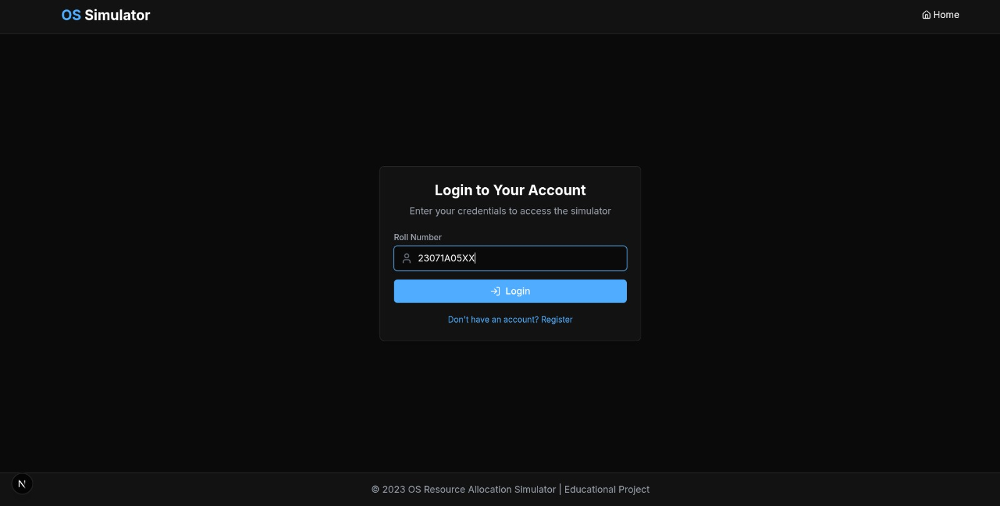 OS Simulator
Home
Login to Your Account
Enter your credentials to access the simulator
Roll Number
23071A05XX
Login
Don't have an account? Register
N
© 2023 OS Resource Allocation Simulator | Educational Project